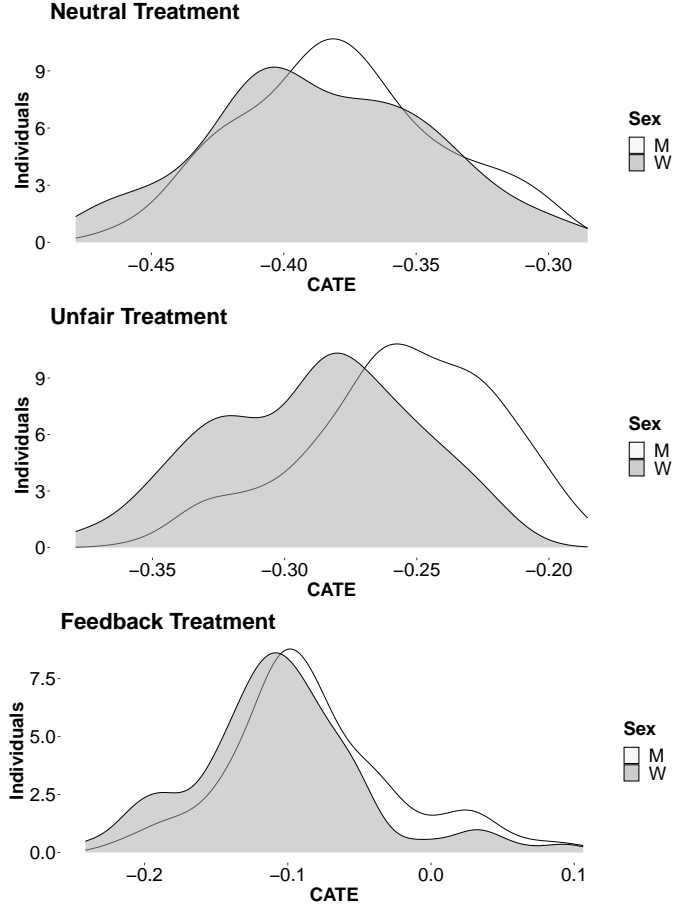 Neutral Treatment
9
6
3
0
Individuals
−0.45 −0.40 −0.35 −0.30
CATE
Sex
M
W
Unfair Treatment
9
6
3
0
Individuals
−0.35 −0.30 −0.25 −0.20
CATE
Sex
M
W
Feedback Treatment
7.5
5.0
2.5
0.0
Individuals
−0.2 −0.1 0.0 0.1
CATE
Sex
M
W